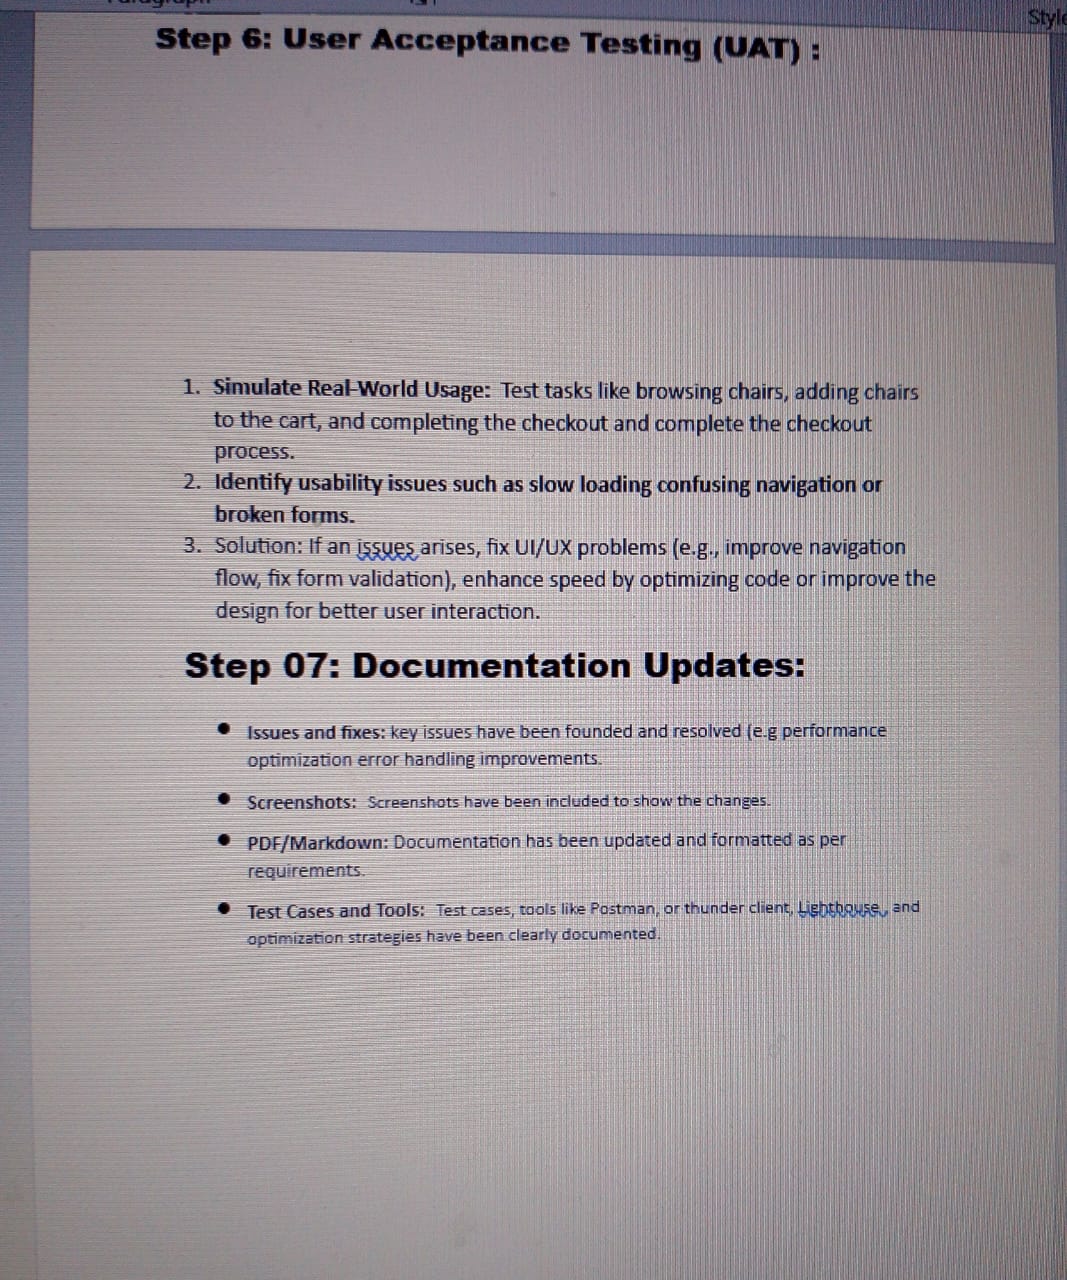 Style
Step 6: User Acceptance Testing (UAT) :
1. Simulate Real-World Usage: Test tasks like browsing chairs, adding chairs
to the cart, and completing the checkout and complete the checkout
process.
2. Identify usability issues such as slow loading confusing navigation or
broken forms.
3. Solution: If an issues arises, fix UI/UX problems (e.g., improve navigation
flow, fix form validation), enhance speed by optimizing code or improve the
design for better user interaction.
Step 07: Documentation Updates:
● Issues and fixes: key issues have been founded and resolved (e.g performance
optimization error handling improvements.
● Screenshots: Screenshots have been included to show the changes.
● PDF/Markdown: Documentation has been updated and formatted as per
requirements.
● Test Cases and Tools: Test cases, tools like Postman, or thunder client, Lighthouse , and
optimization strategies have been clearly documented.